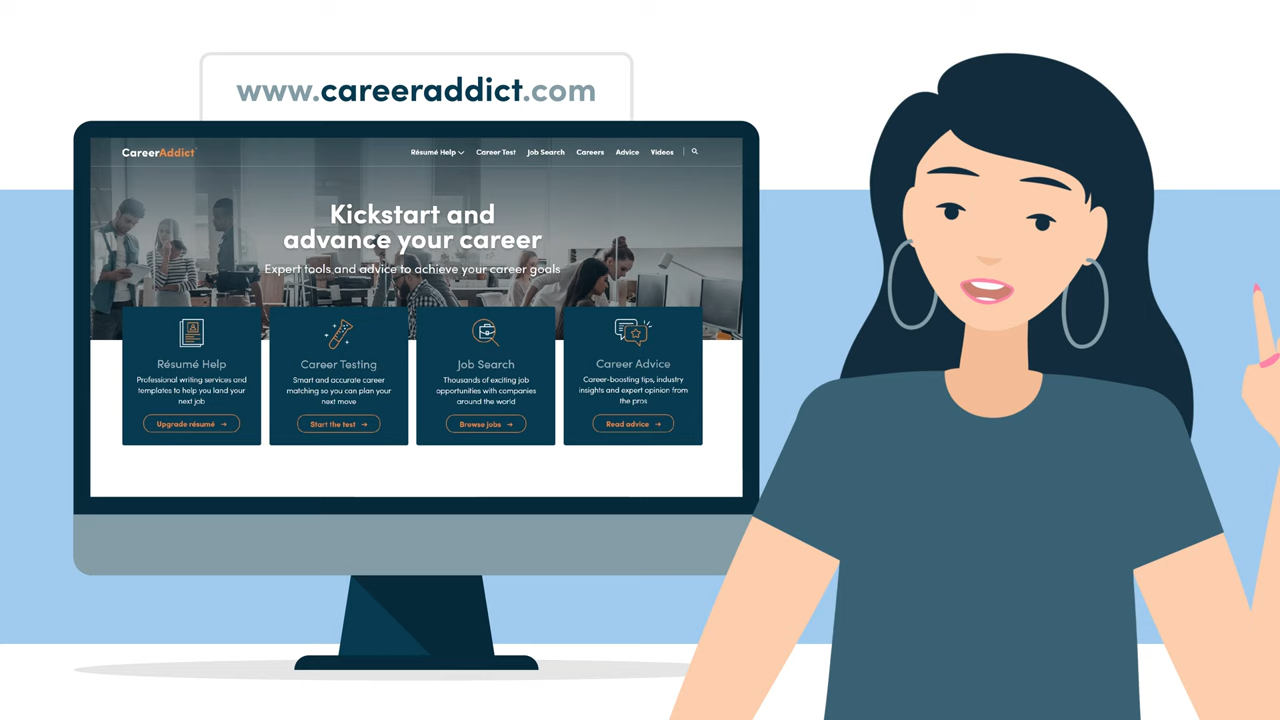 www.careeraddict.com
CareerAddict
Résumé Help Career Test Job Search Careers Advice Videos
Kickstart and
advance your career
Expert tools and advice to achieve your career goals
Résumé Help
Professional writing services and
templates to help you land your
next job
Upgrade résumé →
Career Testing
Smart and accurate career
matching so you can plan your
next move
Start the test →
Job Search
Thousands of exciting job
opportunities with companies
around the world
Browse jobs →
Career Advice
Career-boosting tips, industry
insights and expert opinion from
the pros
Read advice →